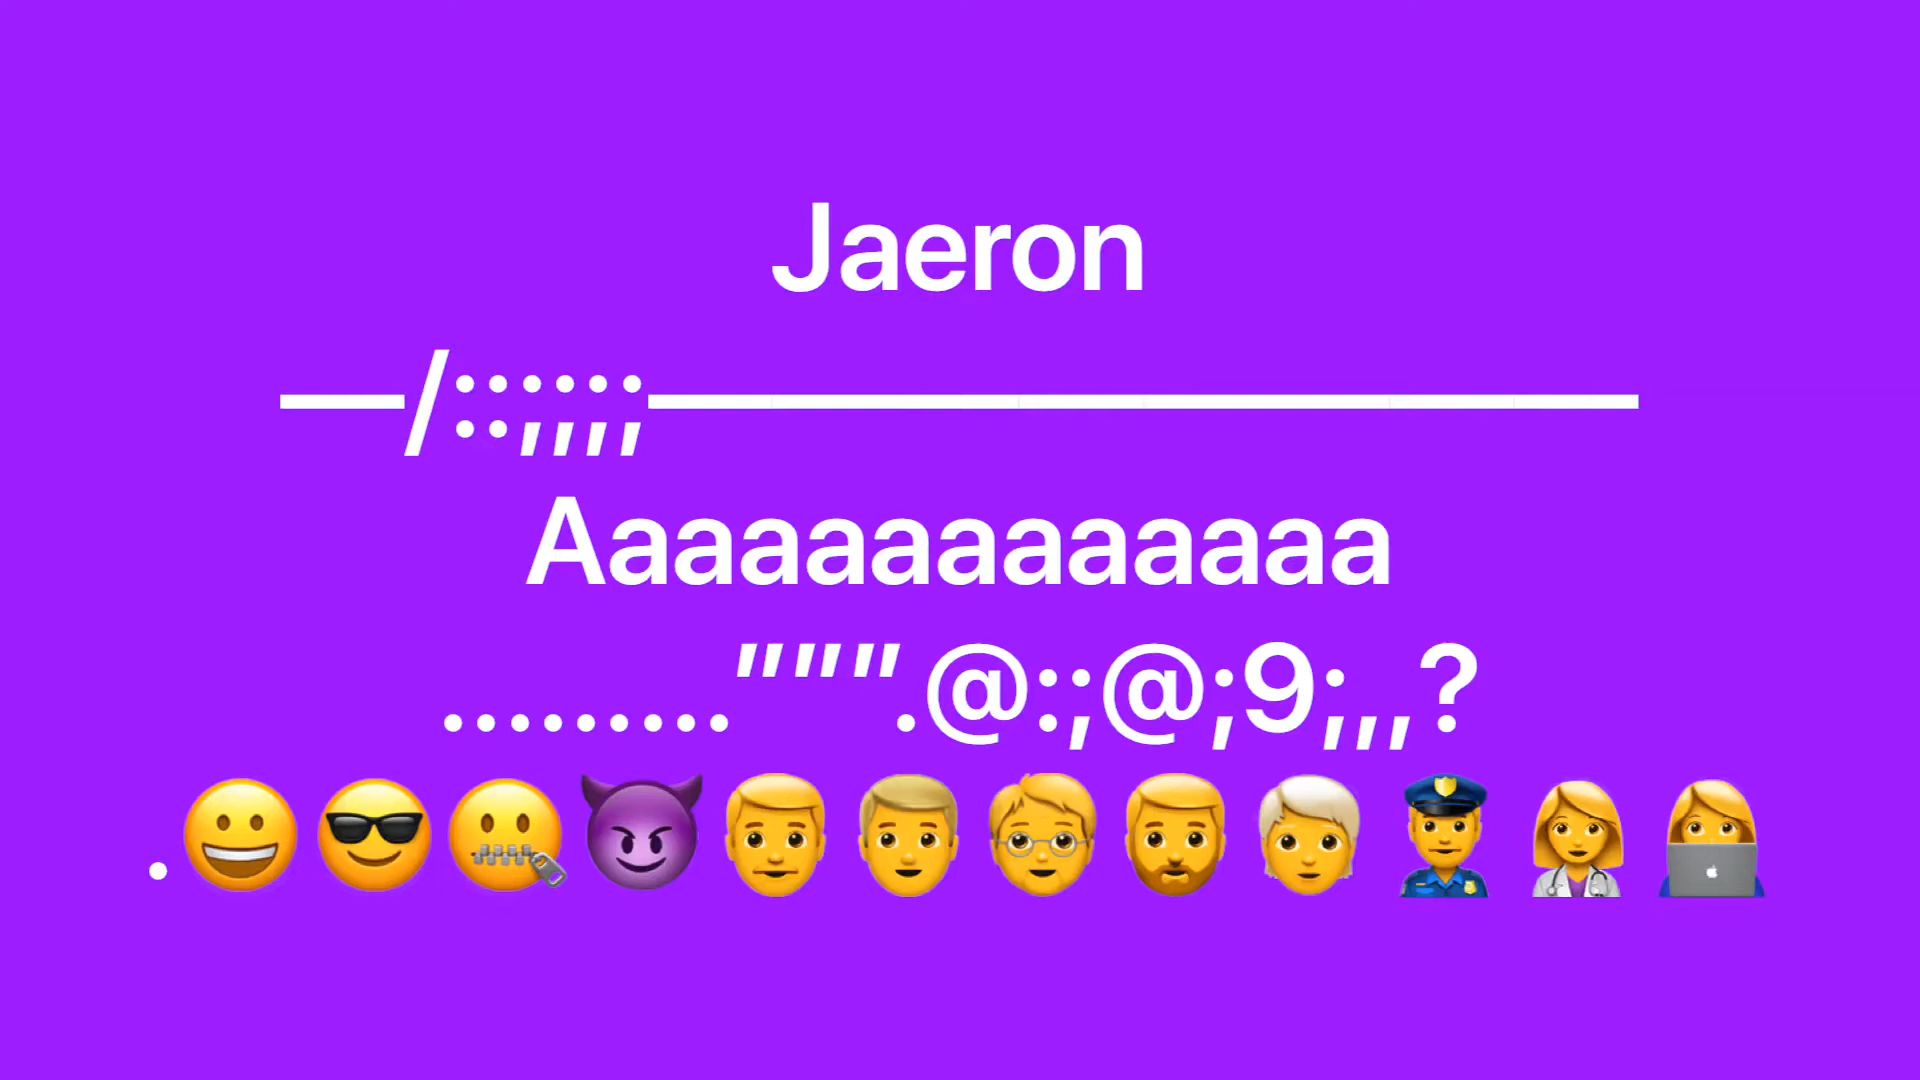 Jaeron
—/::;;;;————————
Aaaaaaaaaaaaa
.........""".@:;@;9;,,?
.😀😎🤐😈👨👱‍♂️🤓🧔‍♂️🧑‍🦳👮‍♂️👩‍⚕️👩‍💻